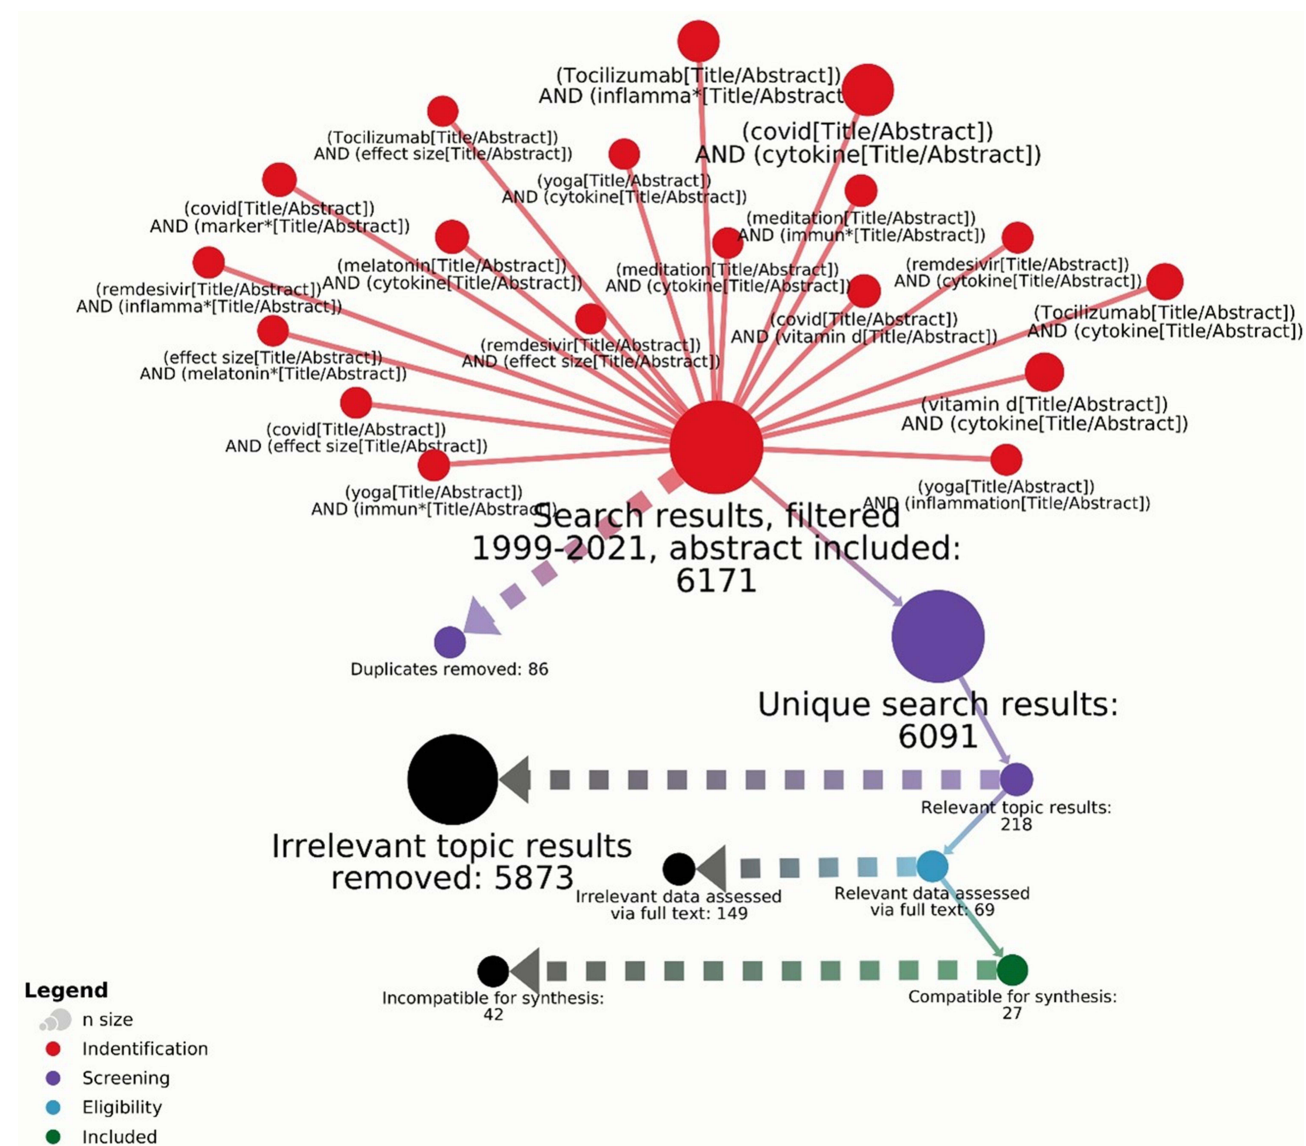 (Tocilizumab[Title/Abstract])
AND (inflamma*[Title/Abstract
(covid[Title/Abstract])
AND (cytokine[Title/Abstract])
(Tocilizumab[Title/Abstract])
AND (effect size[Title/Abstract])
(yoga[Title/Abstract])
AND (cytokine[Title/Abstract])
(covid[Title/Abstract])
AND (marker*[Title/Abstract])
(meditation[Title/Abstract])
AND (immun*[Title/Abstract])
(melatonin[Title/Abstract])
AND (cytokine[Title/Abstract])
(meditation[Title/Abstract])
AND (cytokine[Title/Abstract])
(remdesivir[Title/Abstract])
AND (cytokine[Title/Abstract])
(remdesivir[Title/Abstract])
AND (inflamma*[Title/Abstract])
(Tocilizumab[Title/Abstract])
AND (cytokine[Title/Abstract])
(covid[Title/Abstract])
AND (vitamin d[Title/Abstract])
(effect size[Title/Abstract])
AND (melatonin*[Title/Abstract])
(remdesivir[Title/Abstract])
AND (effect size[Title/Abstract])
(vitamin d[Title/Abstract])
AND (cytokine[Title/Abstract])
(covid[Title/Abstract])
AND (effect size[Title/Abstract])
(yoga[Title/Abstract])
AND (immun*[Title/Abstract])
(yoga[Title/Abstract])
AND (inflammation[Title/Abstract])
Search results, filtered
1999-2021, abstract included:
6171
Duplicates removed: 86
Unique search results:
6091
Relevant topic results:
218
Irrelevant topic results
removed: 5873
Irrelevant data assessed
via full text: 149
Relevant data assessed
via full text: 69
Incompatible for synthesis:
42
Compatible for synthesis:
27
Legend
n size
Indentification
Screening
Eligibility
Included